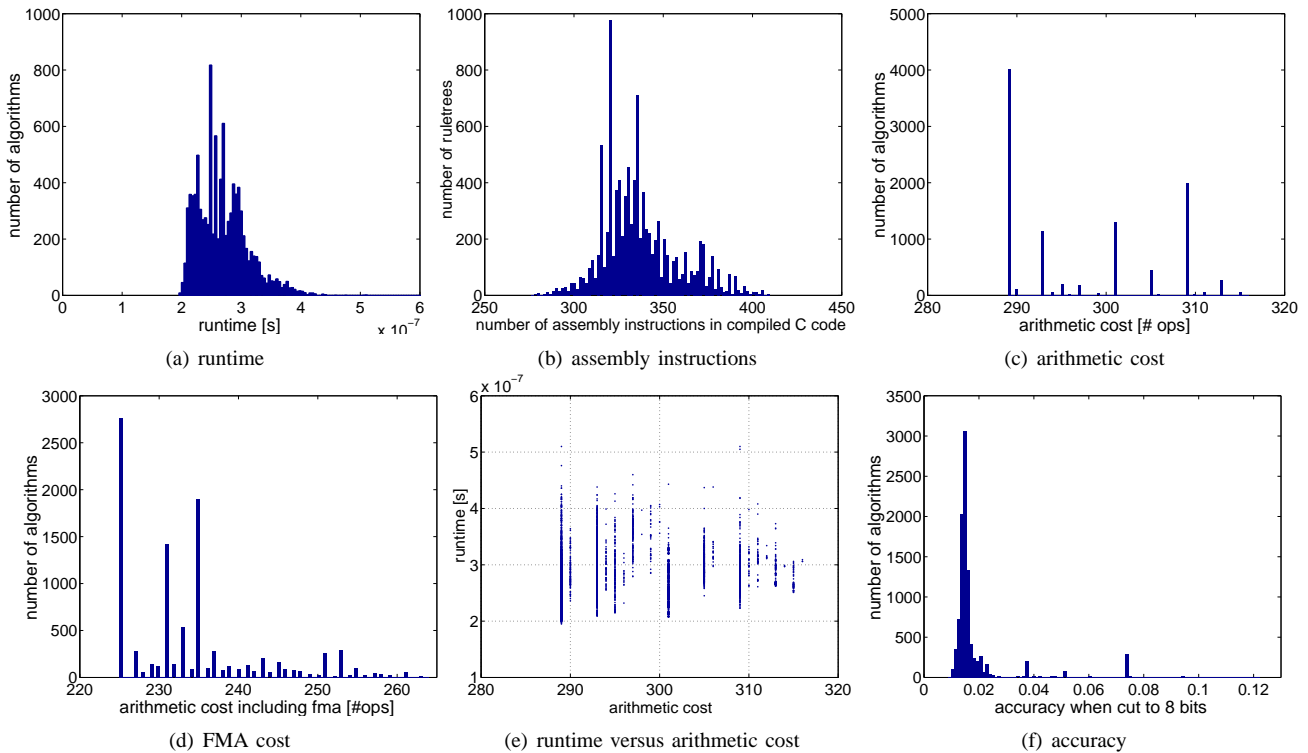 1000
800
600
400
200
0
number of algorithms
0 1 2 3 4 5 6
x 10⁻⁷
runtime [s]
(a) runtime
1000
800
600
400
200
0
number of ruletrees
250 300 350 400 450
number of assembly instructions in compiled C code
(b) assembly instructions
5000
4000
3000
2000
1000
0
number of algorithms
280 290 300 310 320
arithmetic cost [# ops]
(c) arithmetic cost
3000
2500
2000
1500
1000
500
0
number of algorithms
220 230 240 250 260
arithmetic cost including fma [#ops]
(d) FMA cost
x 10⁻⁷
6
5
4
3
2
1
runtime [s]
280 290 300 310 320
arithmetic cost
(e) runtime versus arithmetic cost
3500
3000
2500
2000
1500
1000
500
0
number of algorithms
0 0.02 0.04 0.06 0.08 0.1 0.12
accuracy when cut to 8 bits
(f) accuracy